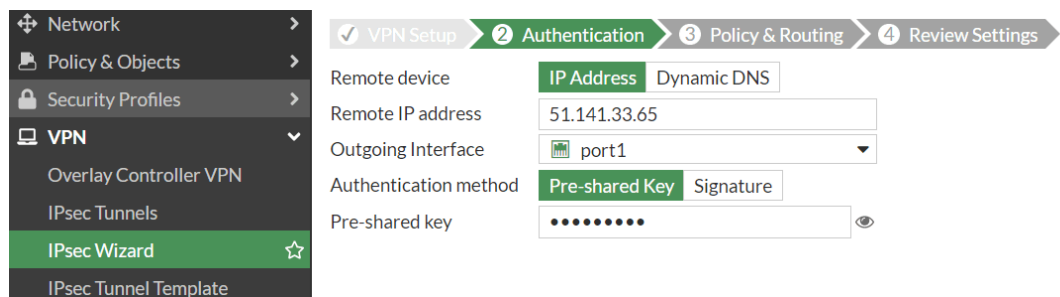 Network
Policy & Objects
Security Profiles
VPN
Overlay Controller VPN
IPsec Tunnels
IPsec Wizard
IPsec Tunnel Template
VPN Setup 2 Authentication 3 Policy & Routing 4 Review Settings
Remote device IP Address Dynamic DNS
Remote IP address 51.141.33.65
Outgoing Interface port1
Authentication method Pre-shared Key Signature
Pre-shared key •••••••••